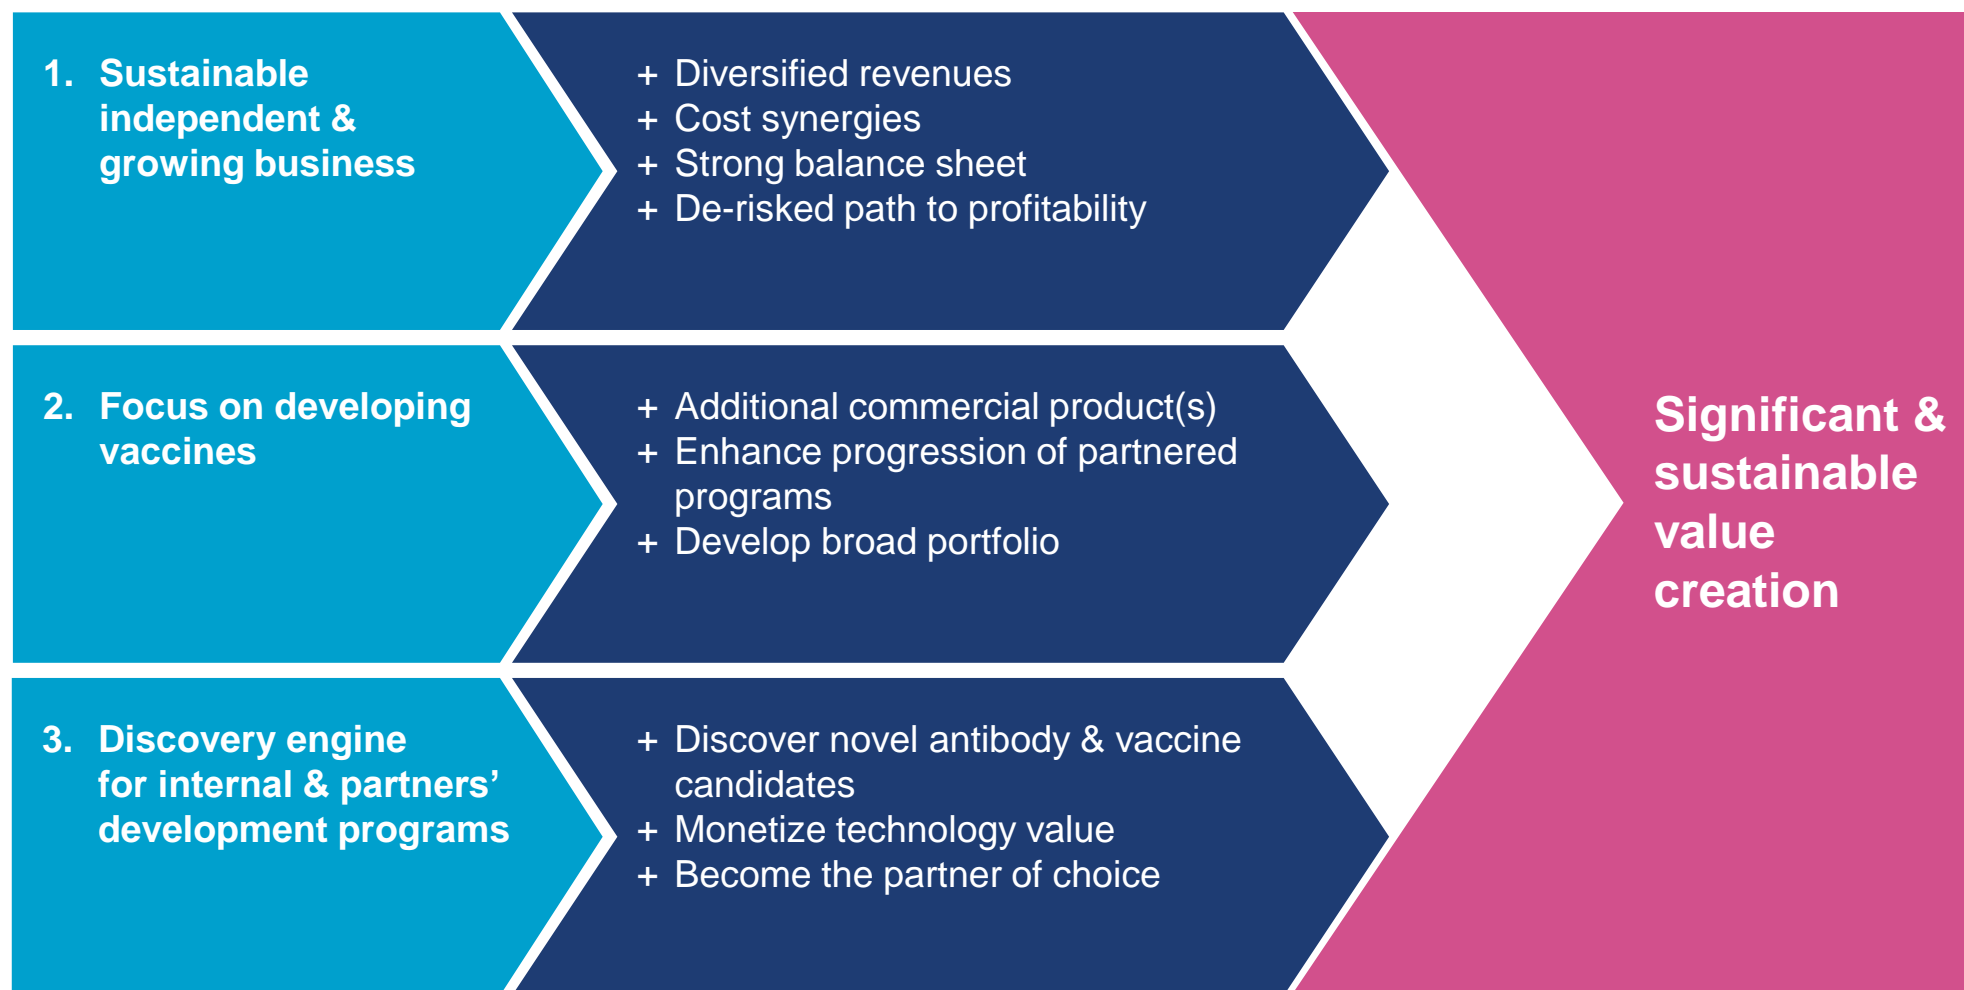 1. Sustainable
independent &
growing business
+ Diversified revenues
+ Cost synergies
+ Strong balance sheet
+ De-risked path to profitability
2. Focus on developing
vaccines
+ Additional commercial product(s)
+ Enhance progression of partnered
programs
+ Develop broad portfolio
3. Discovery engine
for internal & partners’
development programs
+ Discover novel antibody & vaccine
candidates
+ Monetize technology value
+ Become the partner of choice
Significant &
sustainable
value
creation